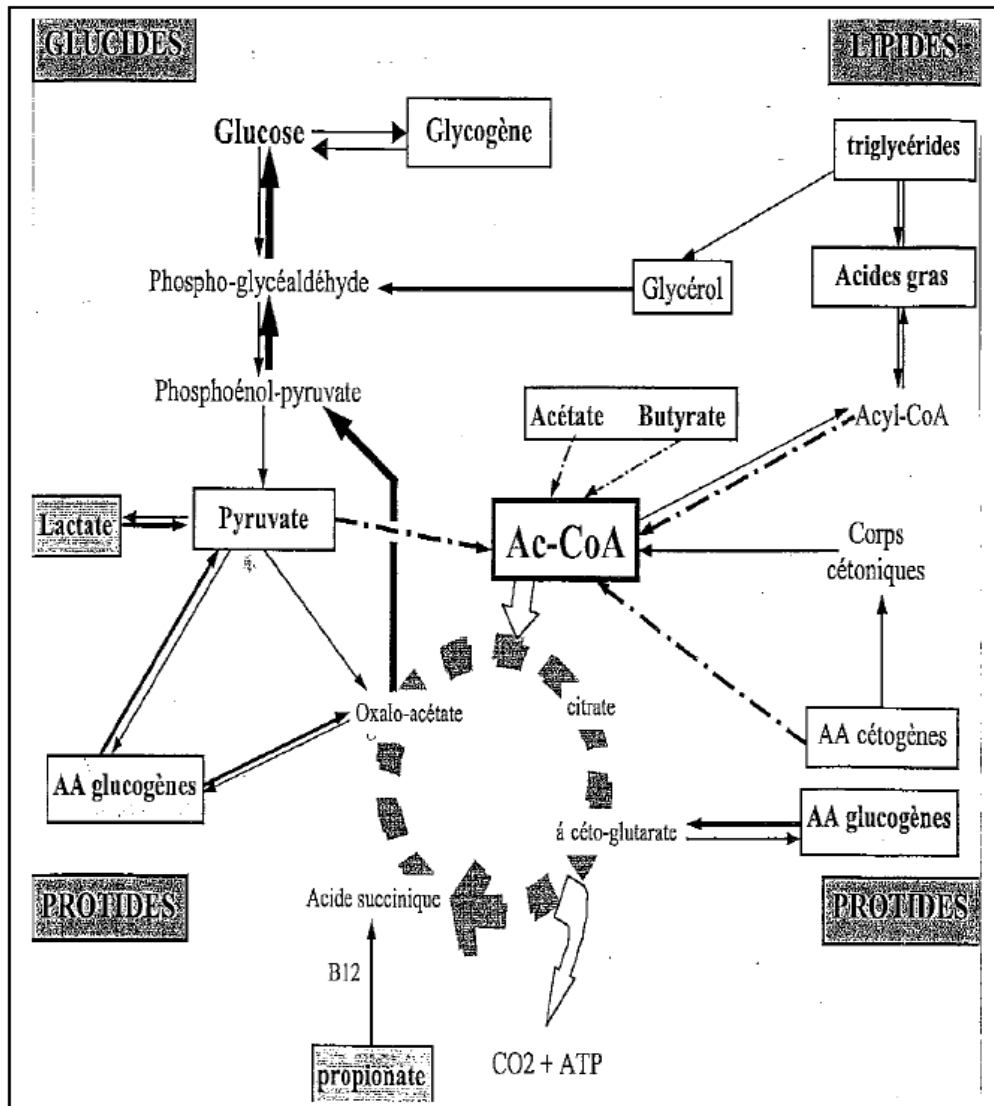 GLUCIDES
LIPIDES
Glucose
Glycogène
triglycérides
Phospho-glycéaldéhyde
Glycérol
Acides gras
Phosphoénol-pyruvate
Acétate Butyrate
Acyl-CoA
Lactate
Pyruvate
Ac-CoA
Corps
cétoniques
Oxalo-acétate
citrate
AA cétogènes
AA glucogènes
á céto-glutarate
AA glucogènes
PROTIDES
Acide succinique
PROTIDES
B12
propionate
CO2 + ATP